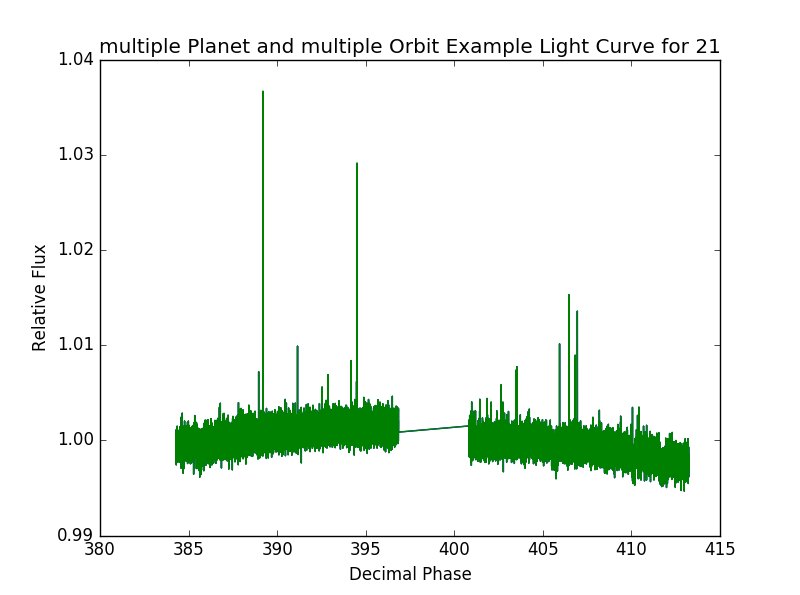 multiple Planet and multiple Orbit Example Light Curve for 21
1.04
1.03
1.02
1.01
1.00
0.99
Relative Flux
380 385 390 395 400 405 410 415
Decimal Phase